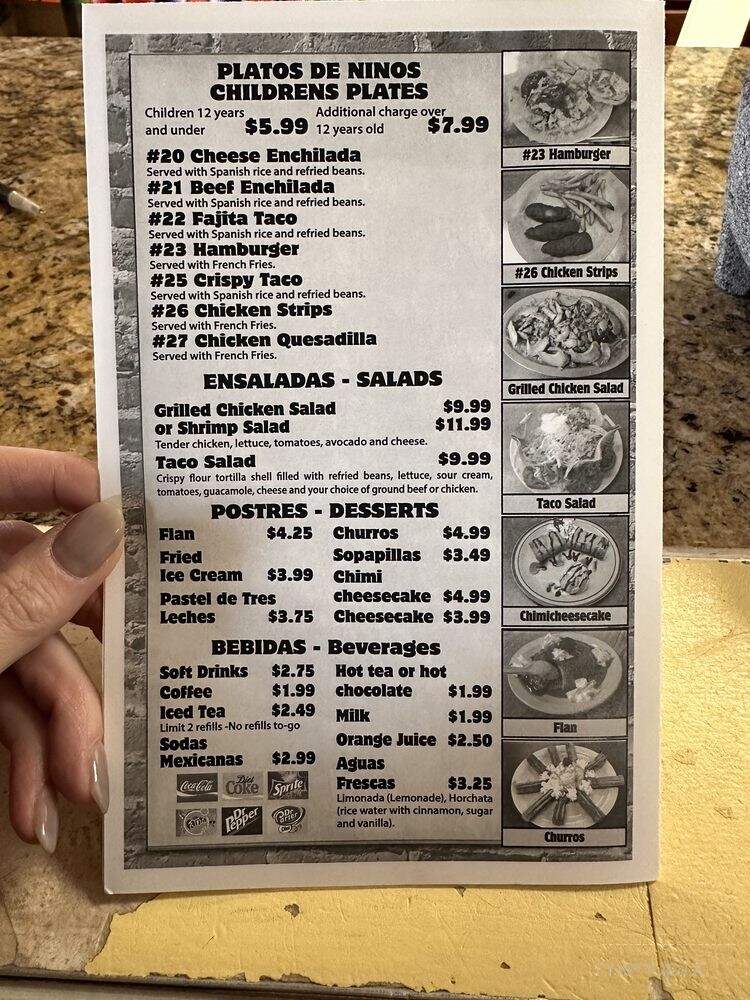 PLATOS DE NINOS
CHILDRENS PLATES
Children 12 years and under $5.99
Additional charge over 12 years old $7.99
#20 Cheese Enchilada
Served with Spanish rice and refried beans.
#21 Beef Enchilada
Served with Spanish rice and refried beans.
#22 Fajita Taco
Served with Spanish rice and refried beans.
#23 Hamburger
Served with French Fries.
#25 Crispy Taco
Served with Spanish rice and refried beans.
#26 Chicken Strips
Served with French Fries.
#27 Chicken Quesadilla
Served with French Fries.
ENSALADAS - SALADS
Grilled Chicken Salad $9.99
or Shrimp Salad $11.99
Tender chicken, lettuce, tomatoes, avocado and cheese.
Taco Salad $9.99
Crispy flour tortilla shell filled with refried beans, lettuce, sour cream,
tomatoes, guacamole, cheese and your choice of ground beef or chicken.
POSTRES - DESSERTS
Flan $4.25
Fried
Ice Cream $3.99
Pastel de Tres
Leches $3.75
Churros $4.99
Sopapillas $3.49
Chimi
cheesecake $4.99
Cheesecake $3.99
BEBIDAS - Beverages
Soft Drinks $2.75
Coffee $1.99
Iced Tea $2.49
Limit 2 refills -No refills to-go
Sodas
Mexicanas $2.99
Coca-Cola
Diet Coke
Sprite
Dr Pepper
Hot tea or hot
chocolate $1.99
Milk $1.99
Orange Juice $2.50
Aguas
Frescas $3.25
Limonada (Lemonade), Horchata
(rice water with cinnamon, sugar
and vanilla).
#23 Hamburger
#26 Chicken Strips
Grilled Chicken Salad
Taco Salad
Chimicheesecake
Flan
Churros